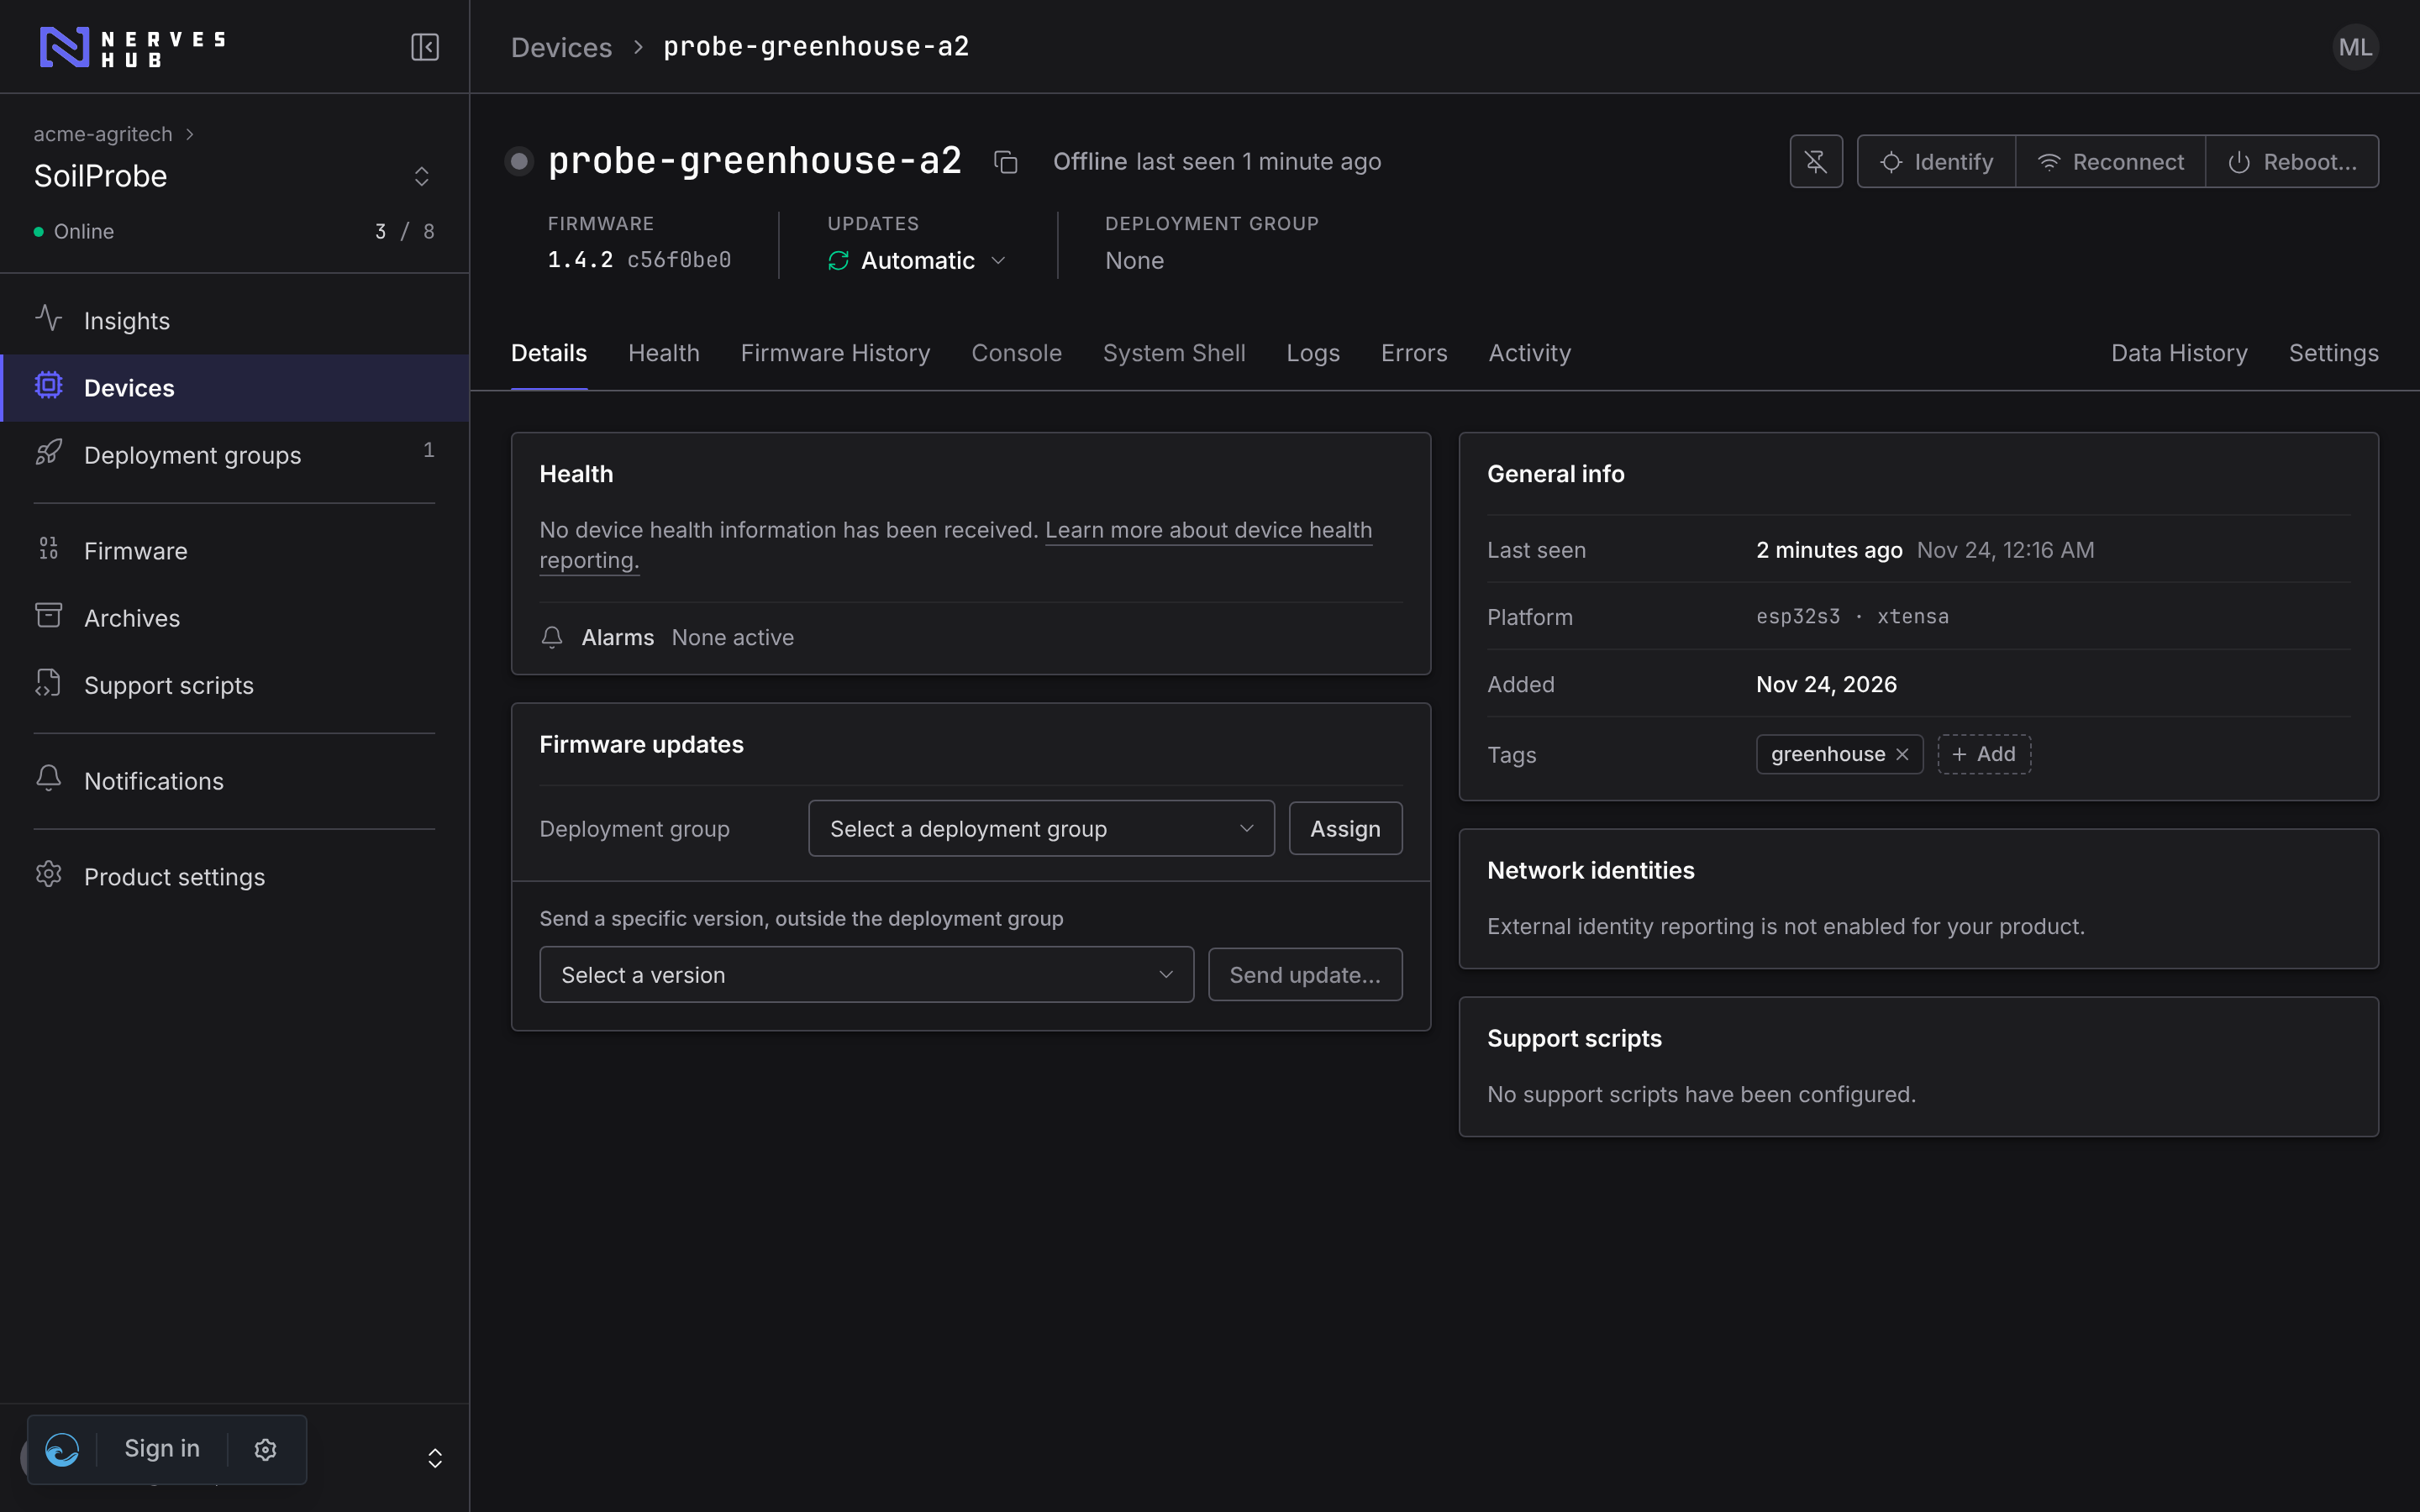 NERVES
HUB
Devices > probe-greenhouse-a2
ML
acme-agritech >
SoilProbe
Online 3 / 8
Insights
Devices
Deployment groups 1
Firmware
Archives
Support scripts
Notifications
Product settings
Sign in
probe-greenhouse-a2 Offline last seen 1 minute ago
Identify Reconnect Reboot...
FIRMWARE UPDATES DEPLOYMENT GROUP
1.4.2 c56f0be0 Automatic None
Details Health Firmware History Console System Shell Logs Errors Activity Data History Settings
Health
No device health information has been received. Learn more about device health
reporting.
Alarms None active
Firmware updates
Deployment group Select a deployment group Assign
Send a specific version, outside the deployment group
Select a version Send update...
General info
Last seen 2 minutes ago Nov 24, 12:16 AM
Platform esp32s3 · xtensa
Added Nov 24, 2026
Tags greenhouse × + Add
Network identities
External identity reporting is not enabled for your product.
Support scripts
No support scripts have been configured.